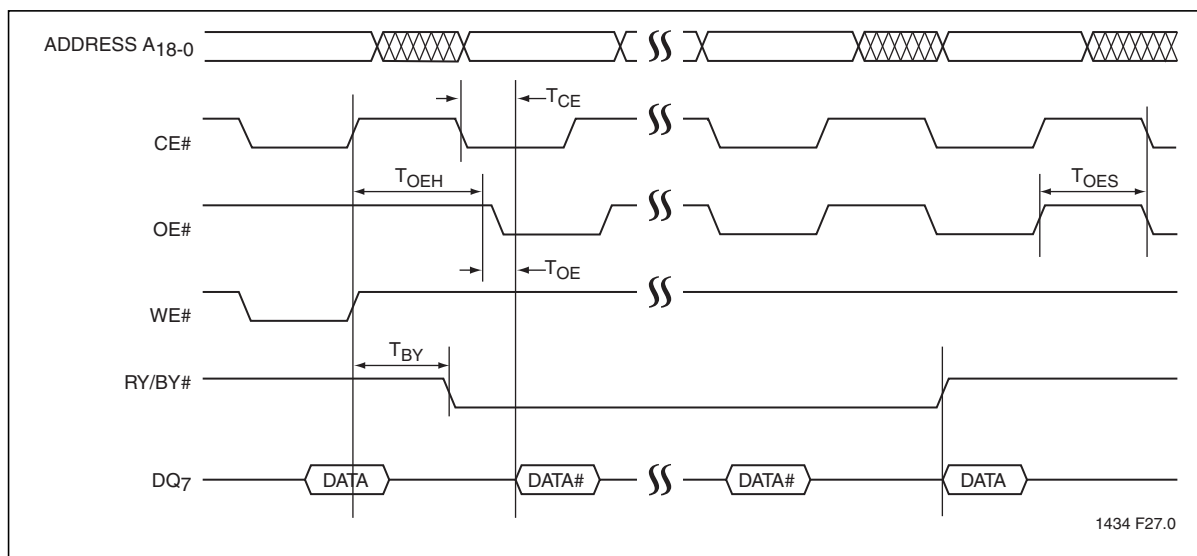 ADDRESS A18-0
TCE
CE#
TOEH
TOES
OE#
TOE
WE#
TBY
RY/BY#
DQ7
DATA
DATA#
DATA#
DATA
1434 F27.0